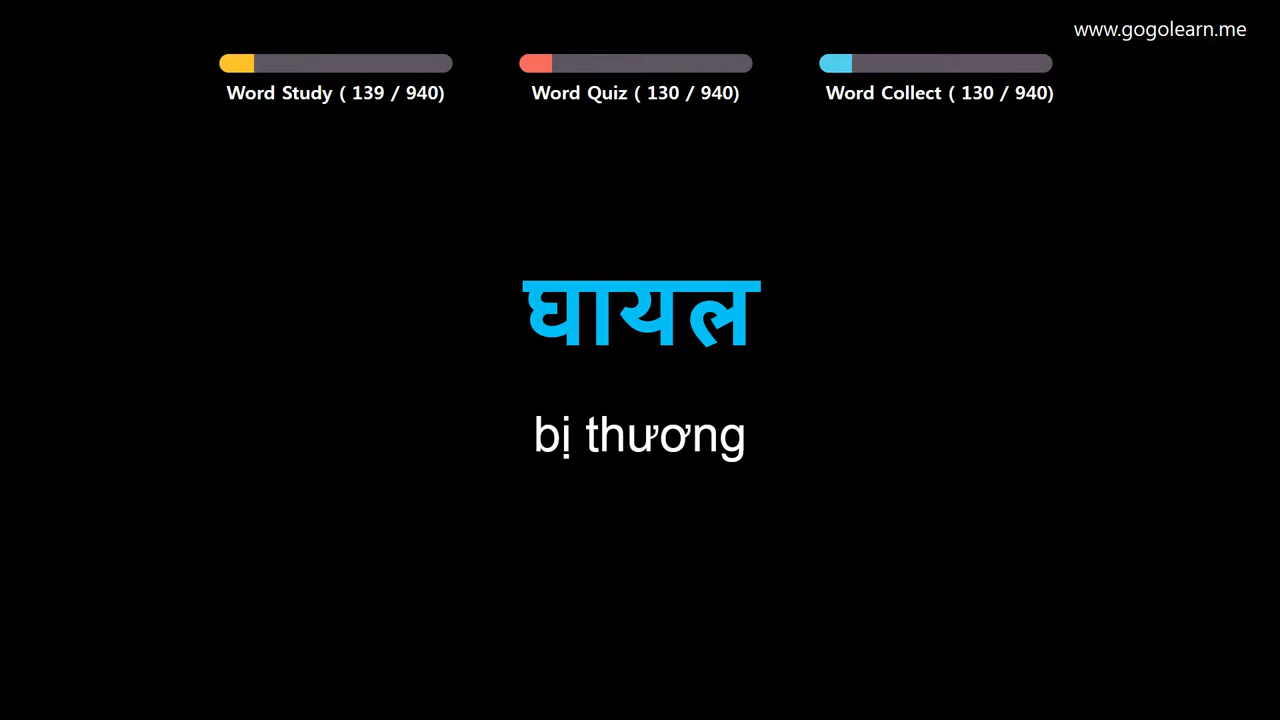 www.gogolearn.me
Word Study ( 139 / 940)
Word Quiz ( 130 / 940)
Word Collect ( 130 / 940)
घायल
bị thương